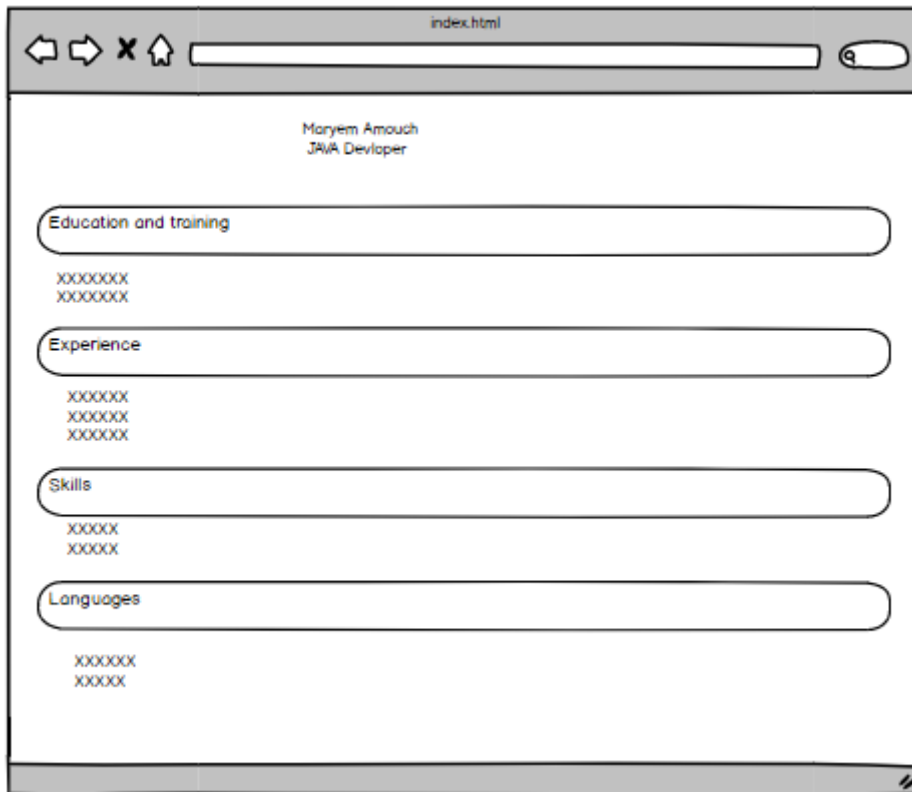 index.html
Maryem Amouch
JAVA Devloper
Education and training
XXXXXXX
XXXXXXX
Experience
XXXXXX
XXXXXX
XXXXXX
Skills
XXXXX
XXXXX
Languages
XXXXXX
XXXXX